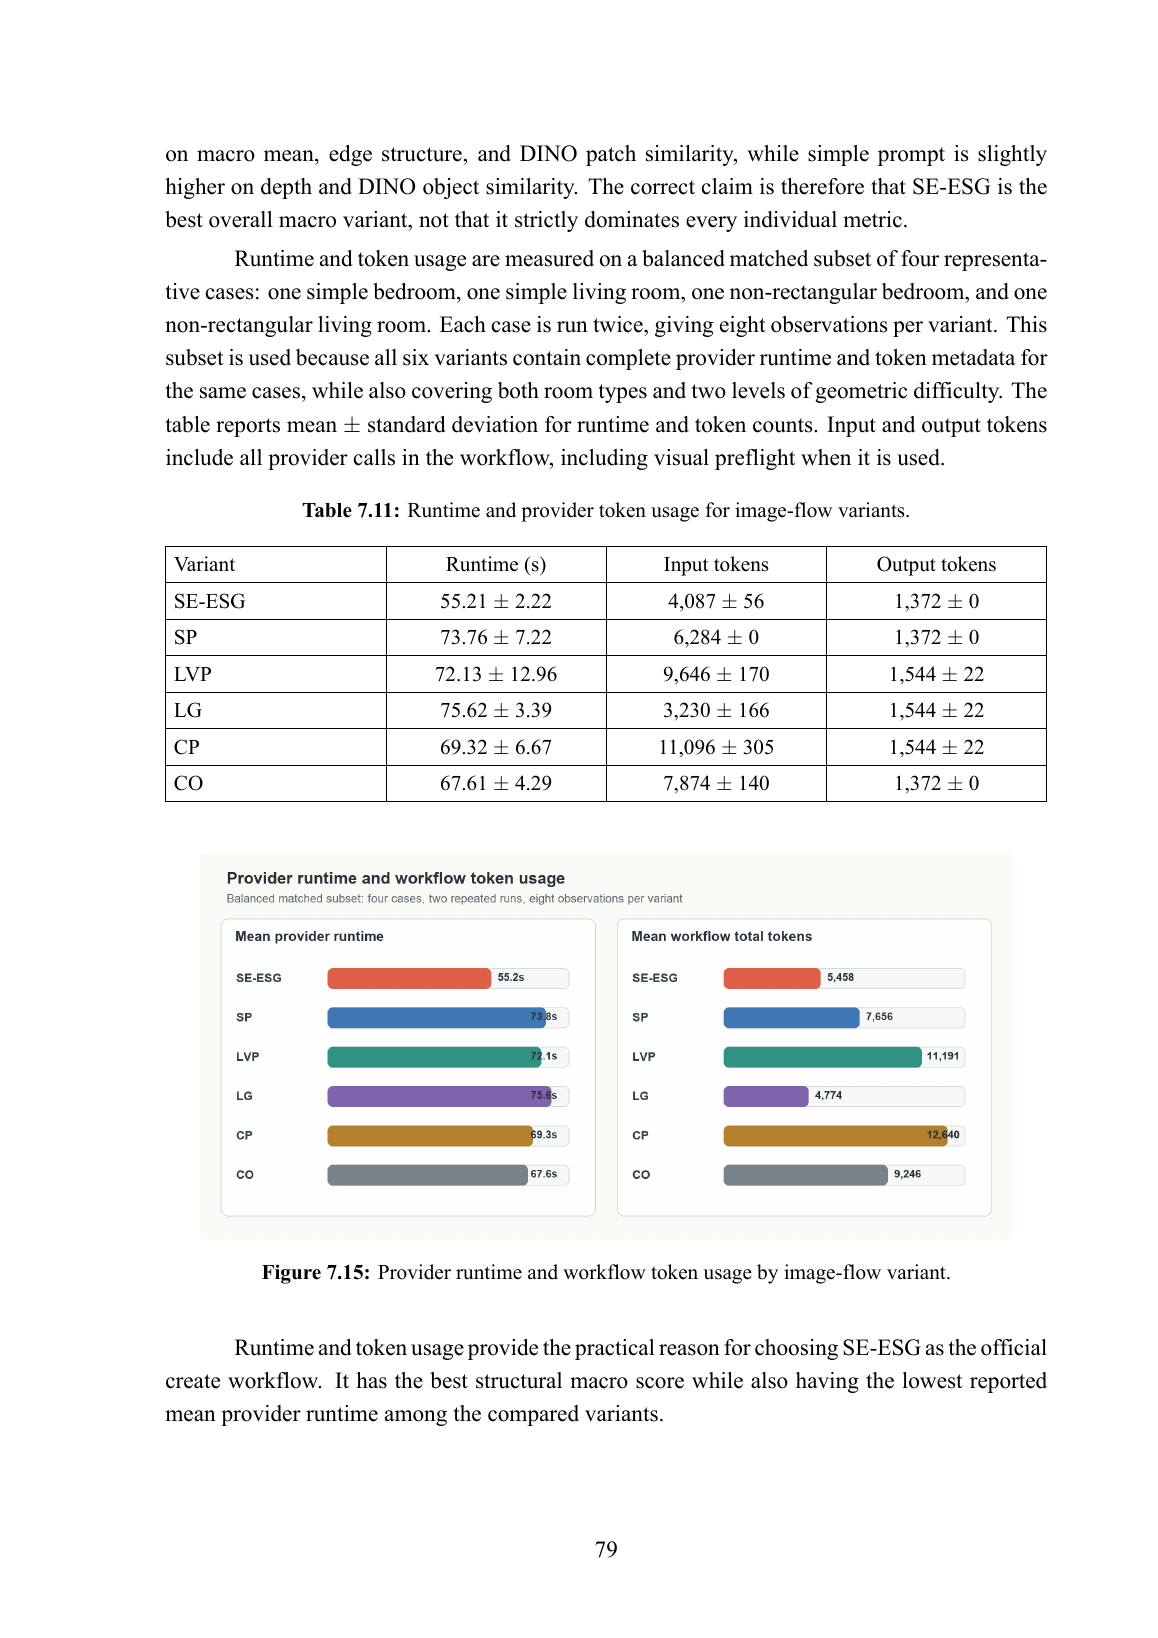 on macro mean, edge structure, and DINO patch similarity, while simple prompt is slightly
higher on depth and DINO object similarity. The correct claim is therefore that SE-ESG is the
best overall macro variant, not that it strictly dominates every individual metric.
Runtime and token usage are measured on a balanced matched subset of four representa-
tive cases: one simple bedroom, one simple living room, one non-rectangular bedroom, and one
non-rectangular living room. Each case is run twice, giving eight observations per variant. This
subset is used because all six variants contain complete provider runtime and token metadata for
the same cases, while also covering both room types and two levels of geometric difficulty. The
table reports mean ± standard deviation for runtime and token counts. Input and output tokens
include all provider calls in the workflow, including visual preflight when it is used.
Table 7.11: Runtime and provider token usage for image-flow variants.
Variant Runtime (s) Input tokens Output tokens
SE-ESG 55.21 ± 2.22 4,087 ± 56 1,372 ± 0
SP 73.76 ± 7.22 6,284 ± 0 1,372 ± 0
LVP 72.13 ± 12.96 9,646 ± 170 1,544 ± 22
LG 75.62 ± 3.39 3,230 ± 166 1,544 ± 22
CP 69.32 ± 6.67 11,096 ± 305 1,544 ± 22
CO 67.61 ± 4.29 7,874 ± 140 1,372 ± 0
Provider runtime and workflow token usage
Balanced matched subset: four cases, two repeated runs, eight observations per variant
Mean provider runtime
SE-ESG 55.2s
SP 73.8s
LVP 72.1s
LG 75.6s
CP 69.3s
CO 67.6s
Mean workflow total tokens
SE-ESG 5,458
SP 7,656
LVP 11,191
LG 4,774
CP 12,640
CO 9,246
Figure 7.15: Provider runtime and workflow token usage by image-flow variant.
Runtime and token usage provide the practical reason for choosing SE-ESG as the official
create workflow. It has the best structural macro score while also having the lowest reported
mean provider runtime among the compared variants.
79